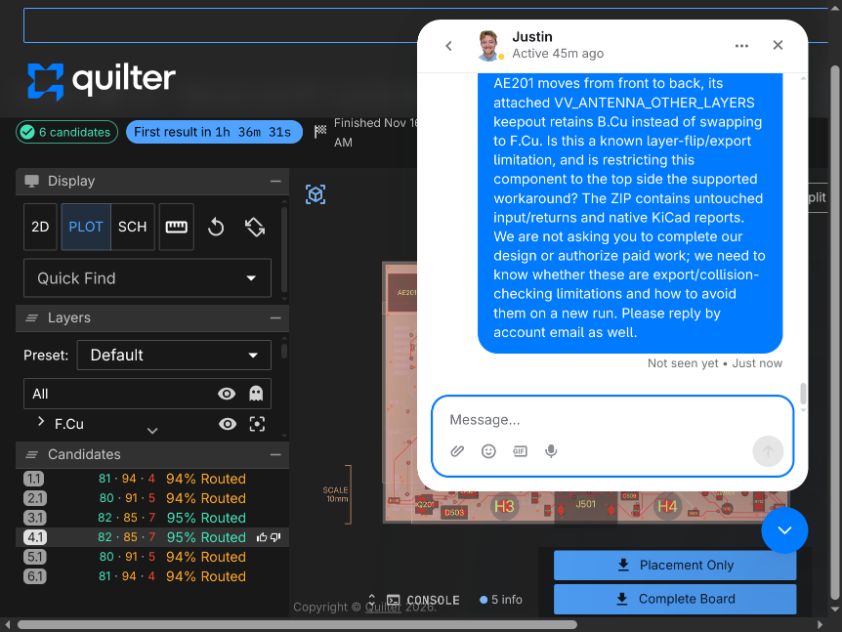 quilter
6 candidates
First result in 1h 36m 31s
Finished Nov 16
AM
Display
2D
PLOT
SCH
Quick Find
Layers
Preset:
Default
All
F.Cu
Candidates
1.1 81 · 94 · 4 94% Routed
2.1 80 · 91 · 5 94% Routed
3.1 82 · 85 · 7 95% Routed
4.1 82 · 85 · 7 95% Routed
5.1 80 · 91 · 5 94% Routed
6.1 81 · 94 · 4 94% Routed
AE201
SCALE
10mm
D503
H3
J501
H4
plit
Justin
Active 45m ago
AE201 moves from front to back, its
attached VV_ANTENNA_OTHER_LAYERS
keepout retains B.Cu instead of swapping
to F.Cu. Is this a known layer-flip/export
limitation, and is restricting this
component to the top side the supported
workaround? The ZIP contains untouched
input/returns and native KiCad reports.
We are not asking you to complete our
design or authorize paid work; we need to
know whether these are export/collision-
checking limitations and how to avoid
them on a new run. Please reply by
account email as well.
Not seen yet • Just now
Message...
GIF
Placement Only
Complete Board
Copyright © Quilter 2026.
CONSOLE
5 info